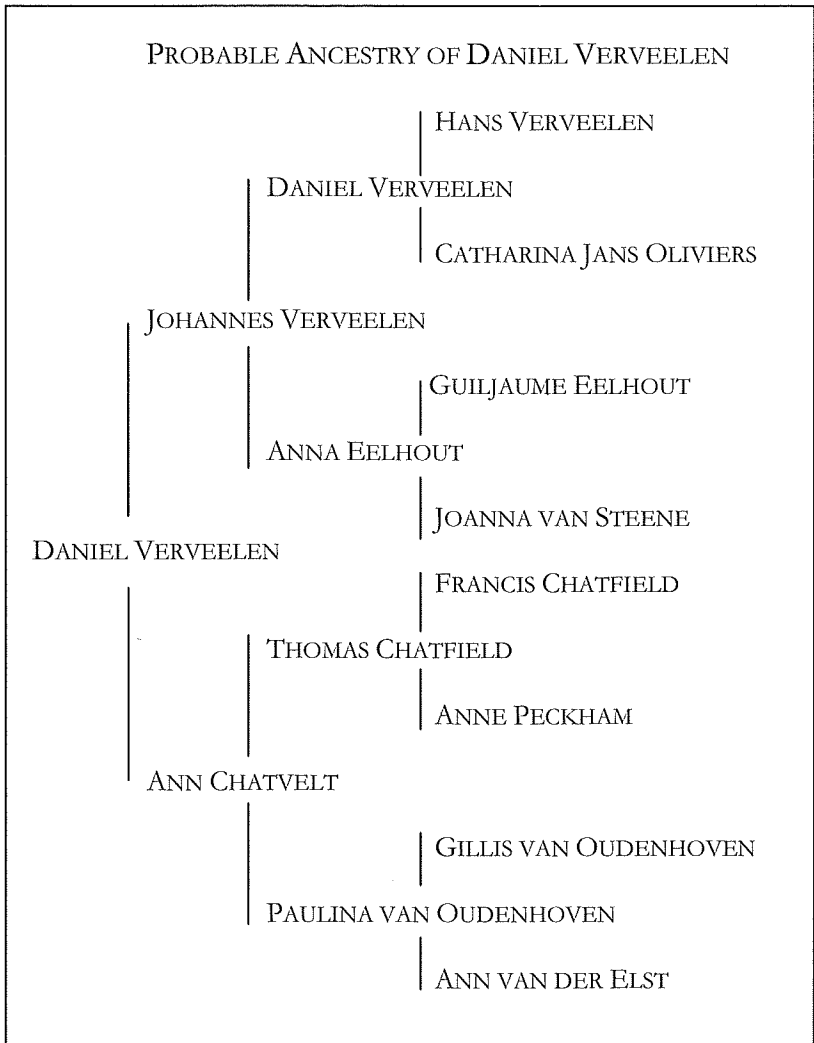 PROBABLE ANCESTRY OF DANIEL VERVEELEN
HANS VERVEELEN
DANIEL VERVEELEN
CATHARINA JANS OLIVIERS
JOHANNES VERVEELEN
GUILJAUME EELHOUT
ANNA EELHOUT
JOANNA VAN STEENE
DANIEL VERVEELEN
FRANCIS CHATFIELD
THOMAS CHATFIELD
ANNE PECKHAM
ANN CHATVELT
GILLIS VAN OUDENHOVEN
PAULINA VAN OUDENHOVEN
ANN VAN DER ELST